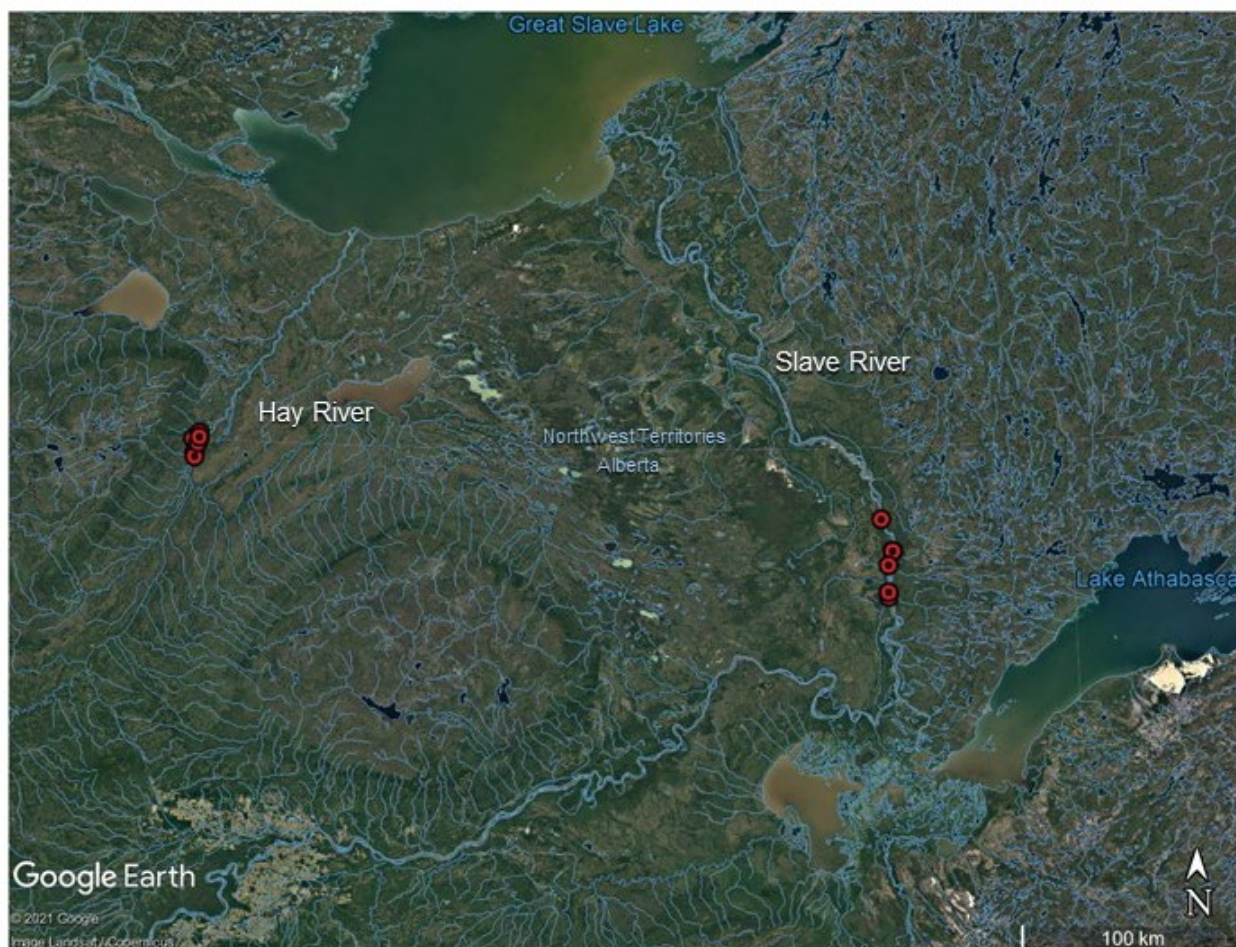 Great Slave Lake
Slave River
Hay River
Northwest Territories
Alberta
Lake Athabasca
Google Earth
© 2021 Google
Image Landsat / Copernicus
N
100 km